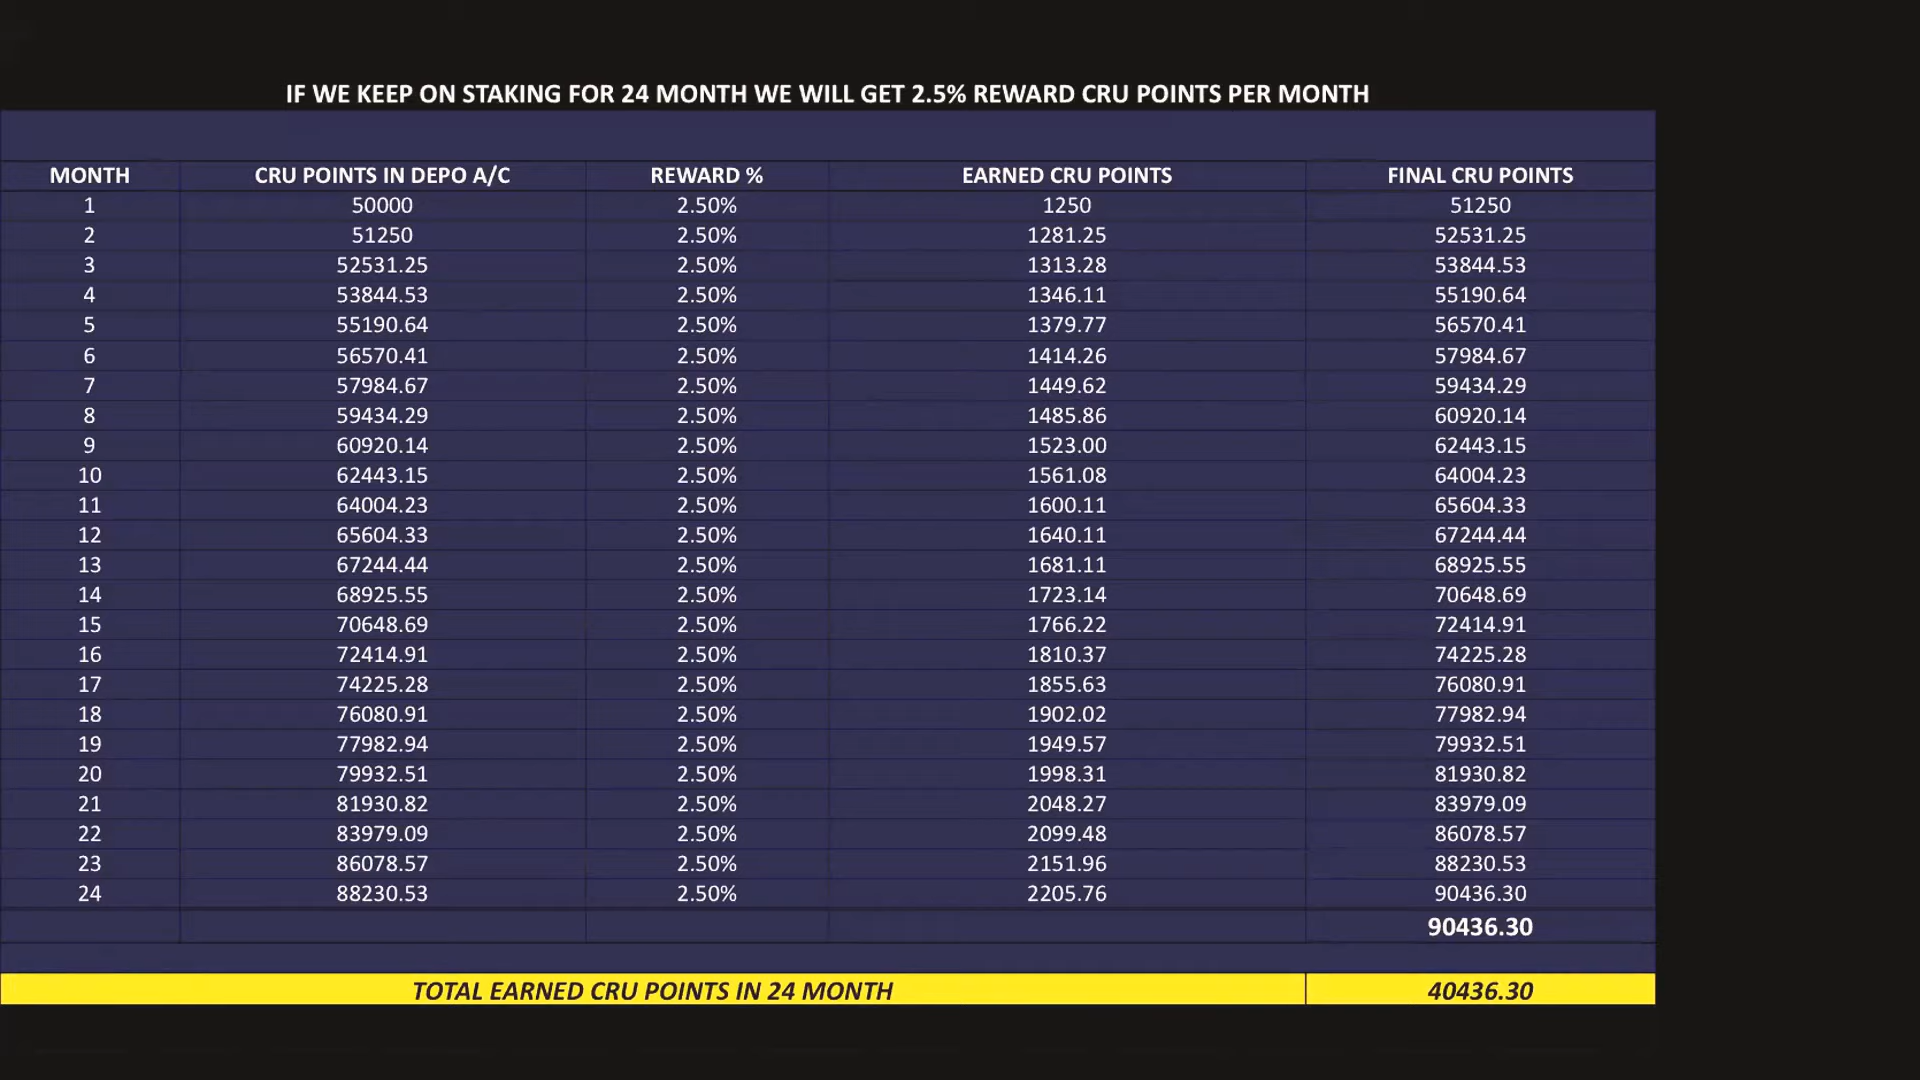 IF WE KEEP ON STAKING FOR 24 MONTH WE WILL GET 2.5% REWARD CRU POINTS PER MONTH
MONTH CRU POINTS IN DEPO A/C REWARD % EARNED CRU POINTS FINAL CRU POINTS
1 50000 2.50% 1250 51250
2 51250 2.50% 1281.25 52531.25
3 52531.25 2.50% 1313.28 53844.53
4 53844.53 2.50% 1346.11 55190.64
5 55190.64 2.50% 1379.77 56570.41
6 56570.41 2.50% 1414.26 57984.67
7 57984.67 2.50% 1449.62 59434.29
8 59434.29 2.50% 1485.86 60920.14
9 60920.14 2.50% 1523.00 62443.15
10 62443.15 2.50% 1561.08 64004.23
11 64004.23 2.50% 1600.11 65604.33
12 65604.33 2.50% 1640.11 67244.44
13 67244.44 2.50% 1681.11 68925.55
14 68925.55 2.50% 1723.14 70648.69
15 70648.69 2.50% 1766.22 72414.91
16 72414.91 2.50% 1810.37 74225.28
17 74225.28 2.50% 1855.63 76080.91
18 76080.91 2.50% 1902.02 77982.94
19 77982.94 2.50% 1949.57 79932.51
20 79932.51 2.50% 1998.31 81930.82
21 81930.82 2.50% 2048.27 83979.09
22 83979.09 2.50% 2099.48 86078.57
23 86078.57 2.50% 2151.96 88230.53
24 88230.53 2.50% 2205.76 90436.30
90436.30
TOTAL EARNED CRU POINTS IN 24 MONTH 40436.30